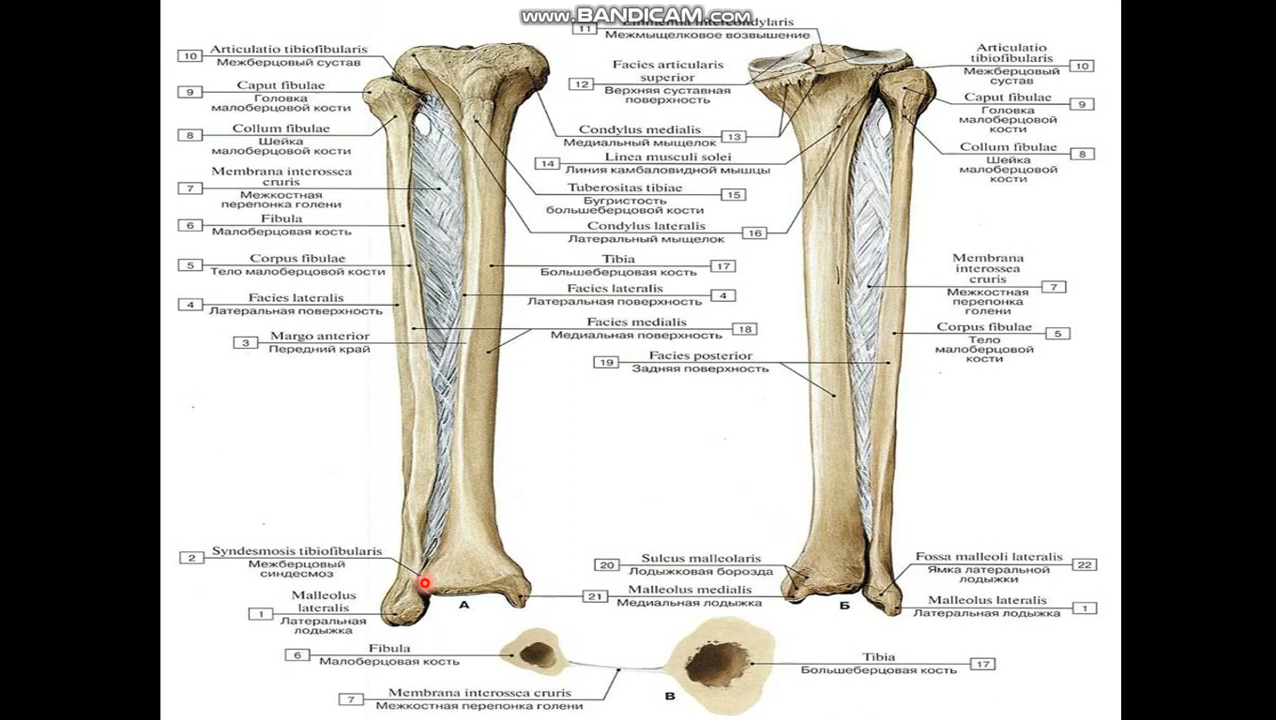 www.BANDICAM.com
11
Eminentia intercondylaris
Межмыщелковое возвышение
10
Articulatio tibiofibularis
Межберцовый сустав
9
Caput fibulae
Головка
малоберцовой кости
8
Collum fibulae
Шейка
малоберцовой кости
7
Membrana interossea
cruris
Межкостная
перепонка голени
6
Fibula
Малоберцовая кость
5
Corpus fibulae
Тело малоберцовой кости
4
Facies lateralis
Латеральная поверхность
3
Margo anterior
Передний край
2
Syndesmosis tibiofibularis
Межберцовый
синдесмоз
1
Malleolus
lateralis
Латеральная
лодыжка
А
12
Facies articularis
superior
Верхняя суставная
поверхность
Condylus medialis
13
Медиальный мыщелок
14
Linea musculi solei
Линия камбаловидной мышцы
Tuberositas tibiae
15
Бугристость
большеберцовой кости
Condylus lateralis
16
Латеральный мыщелок
Tibia
17
Большеберцовая кость
Facies lateralis
4
Латеральная поверхность
Facies medialis
18
Медиальная поверхность
19
Facies posterior
Задняя поверхность
20
Sulcus malleolaris
Лодыжковая борозда
21
Malleolus medialis
Медиальная лодыжка
Б
Articulatio
tibiofibularis
10
Межберцовый
сустав
Caput fibulae
9
Головка
малоберцовой
кости
Collum fibulae
8
Шейка
малоберцовой
кости
Membrana
interossea
cruris
7
Межкостная
перепонка
голени
Corpus fibulae
5
Тело
малоберцовой
кости
Fossa malleoli lateralis
22
Ямка латеральной
лодыжки
Malleolus lateralis
1
Латеральная лодыжка
6
Fibula
Малоберцовая кость
Tibia
17
Большеберцовая кость
7
Membrana interossea cruris
Межкостная перепонка голени
В